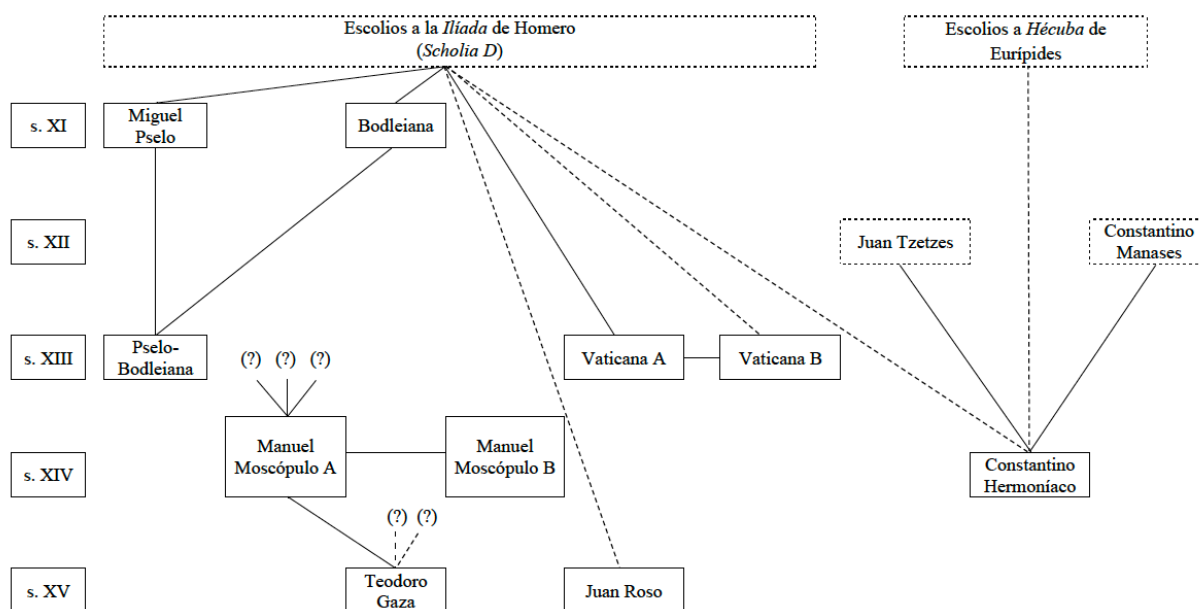 Escolios a la Ilíada de Homero
(Scholia D)
Escolios a Hécuba de
Eurípides
s. XI
Miguel
Pselo
Bodleiana
s. XII
Juan Tzetzes
Constantino
Manases
s. XIII
Pselo-
Bodleiana
(?) (?) (?)
Vaticana A
Vaticana B
s. XIV
Manuel
Moscópulo A
Manuel
Moscópulo B
Constantino
Hermoníaco
(?) (?)
s. XV
Teodoro
Gaza
Juan Roso